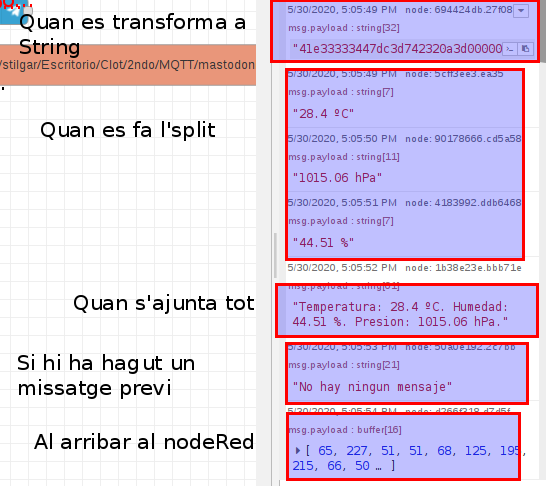 Quan es transforma a
String
/stilgar/Escritorio/Clot/2ndo/MQTT/mastodon
Quan es fa l'split
Quan s'ajunta tot
Si hi ha hagut un
missatge previ
Al arribar al nodeRed
5/30/2020, 5:05:49 PM node: 694424db.27f08
msg.payload : string[32]
"41e33333447dc3d742320a3d00000
5/30/2020, 5:05:49 PM node: 5cff3ee3.ea35
msg.payload : string[7]
"28.4 ºC"
5/30/2020, 5:05:50 PM node: 90178666.cd5a58
msg.payload : string[11]
"1015.06 hPa"
5/30/2020, 5:05:51 PM node: 4183992.ddb6468
msg.payload : string[7]
"44.51 %"
5/30/2020, 5:05:52 PM node: 1b38e23e.bbb71e
msg.payload : string[61]
"Temperatura: 28.4 ºC. Humedad:
44.51 %. Presion: 1015.06 hPa."
5/30/2020, 5:05:53 PM node: 50a0e192.2c7bb
msg.payload : string[21]
"No hay ningun mensaje"
5/30/2020, 5:05:54 PM node: d266f318.d7d5f
msg.payload : buffer[16]
[ 65, 227, 51, 51, 68, 125, 195,
215, 66, 50 … ]